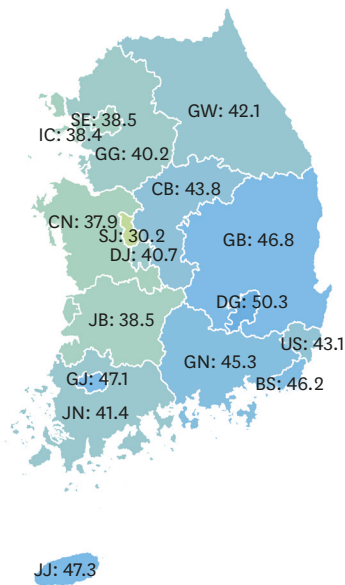 GW: 42.1
SE: 38.5
IC: 38.4
GG: 40.2
CB: 43.8
CN: 37.9
SJ: 30.2
GB: 46.8
DJ: 40.7
DG: 50.3
JB: 38.5
US: 43.1
GN: 45.3
GJ: 47.1
BS: 46.2
JN: 41.4
JJ: 47.3